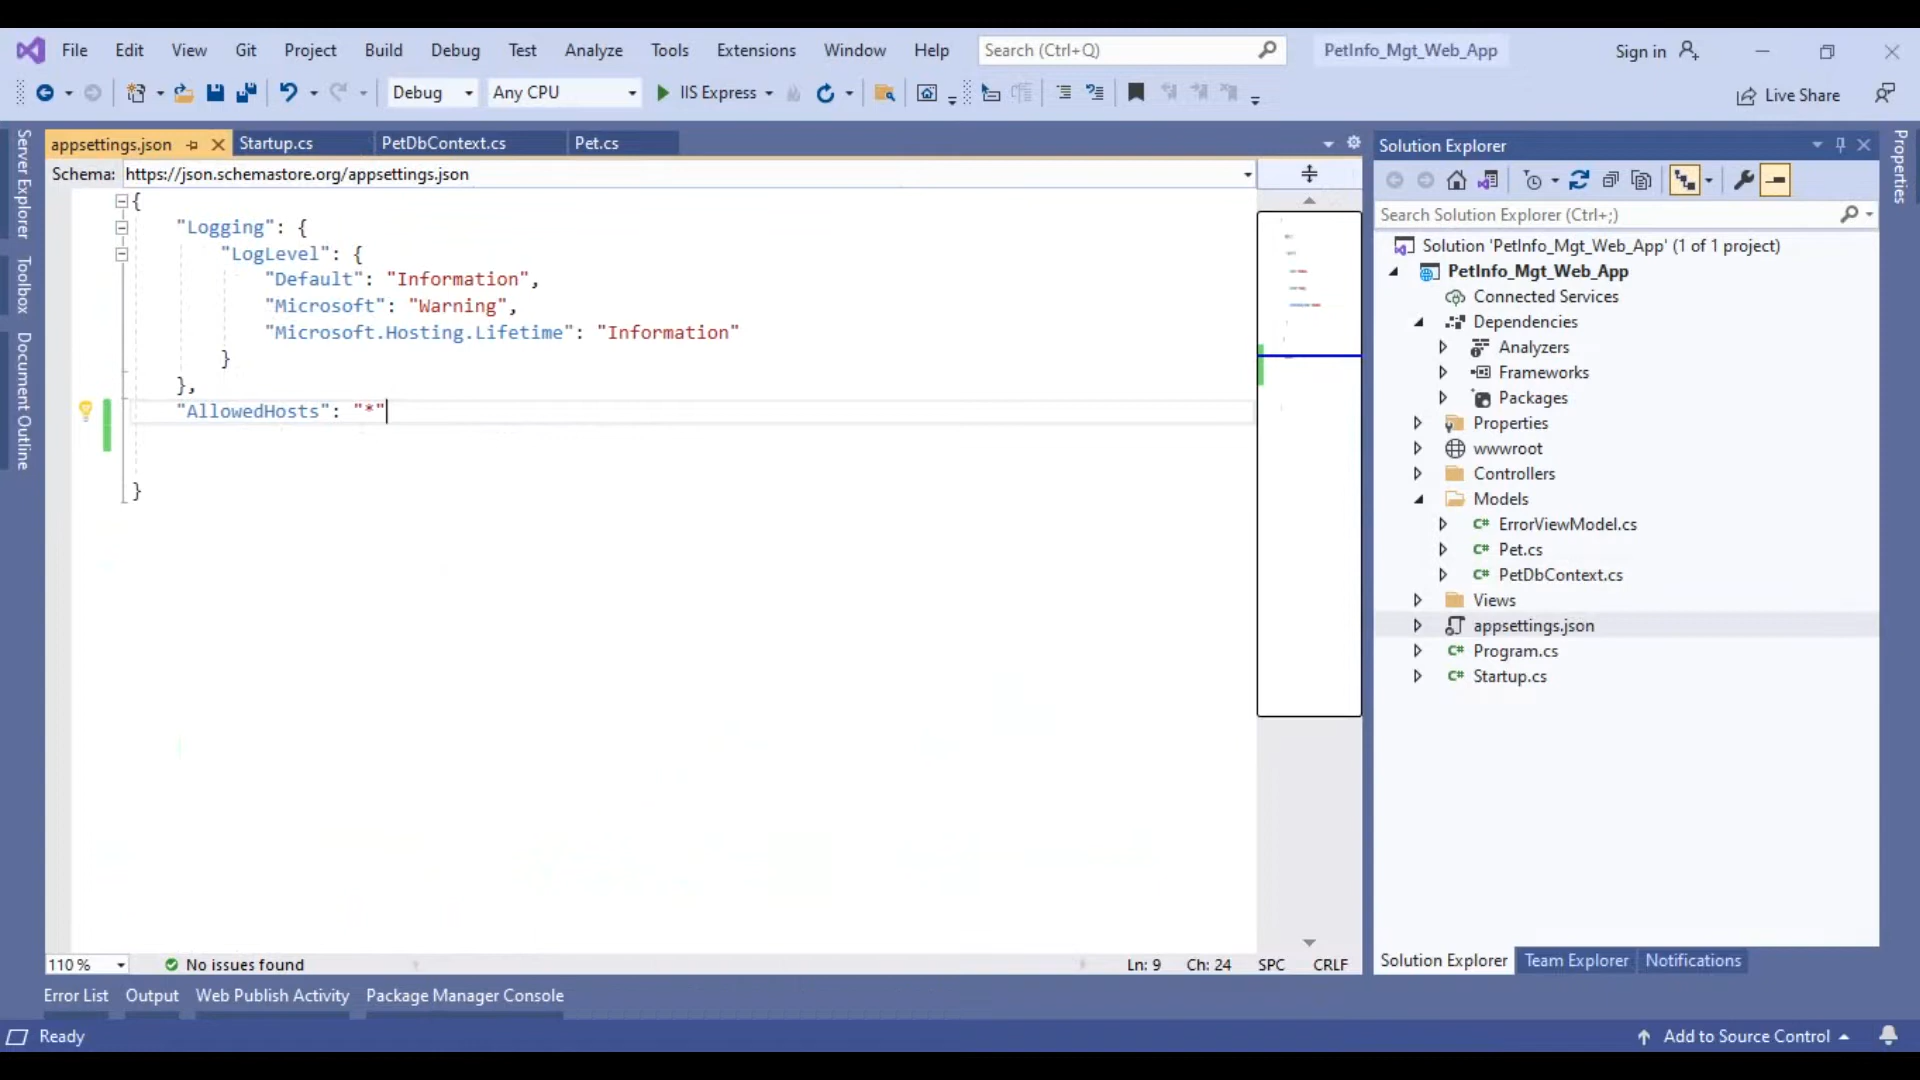 File Edit View Git Project Build Debug Test Analyze Tools Extensions Window Help Search (Ctrl+Q) PetInfo_Mgt_Web_App Sign in
Debug Any CPU IIS Express Live Share
Server Explorer
Toolbox
Document Outline
appsettings.json Startup.cs PetDbContext.cs Pet.cs
Schema: https://json.schemastore.org/appsettings.json
{
"Logging": {
"LogLevel": {
"Default": "Information",
"Microsoft": "Warning",
"Microsoft.Hosting.Lifetime": "Information"
}
},
"AllowedHosts": "*"
}
110 % No issues found Ln: 9 Ch: 24 SPC CRLF
Error List Output Web Publish Activity Package Manager Console
Solution Explorer
Search Solution Explorer (Ctrl+;)
Solution 'PetInfo_Mgt_Web_App' (1 of 1 project)
PetInfo_Mgt_Web_App
Connected Services
Dependencies
Analyzers
Frameworks
Packages
Properties
wwwroot
Controllers
Models
C# ErrorViewModel.cs
C# Pet.cs
C# PetDbContext.cs
Views
appsettings.json
C# Program.cs
C# Startup.cs
Solution Explorer Team Explorer Notifications
Properties
Ready Add to Source Control